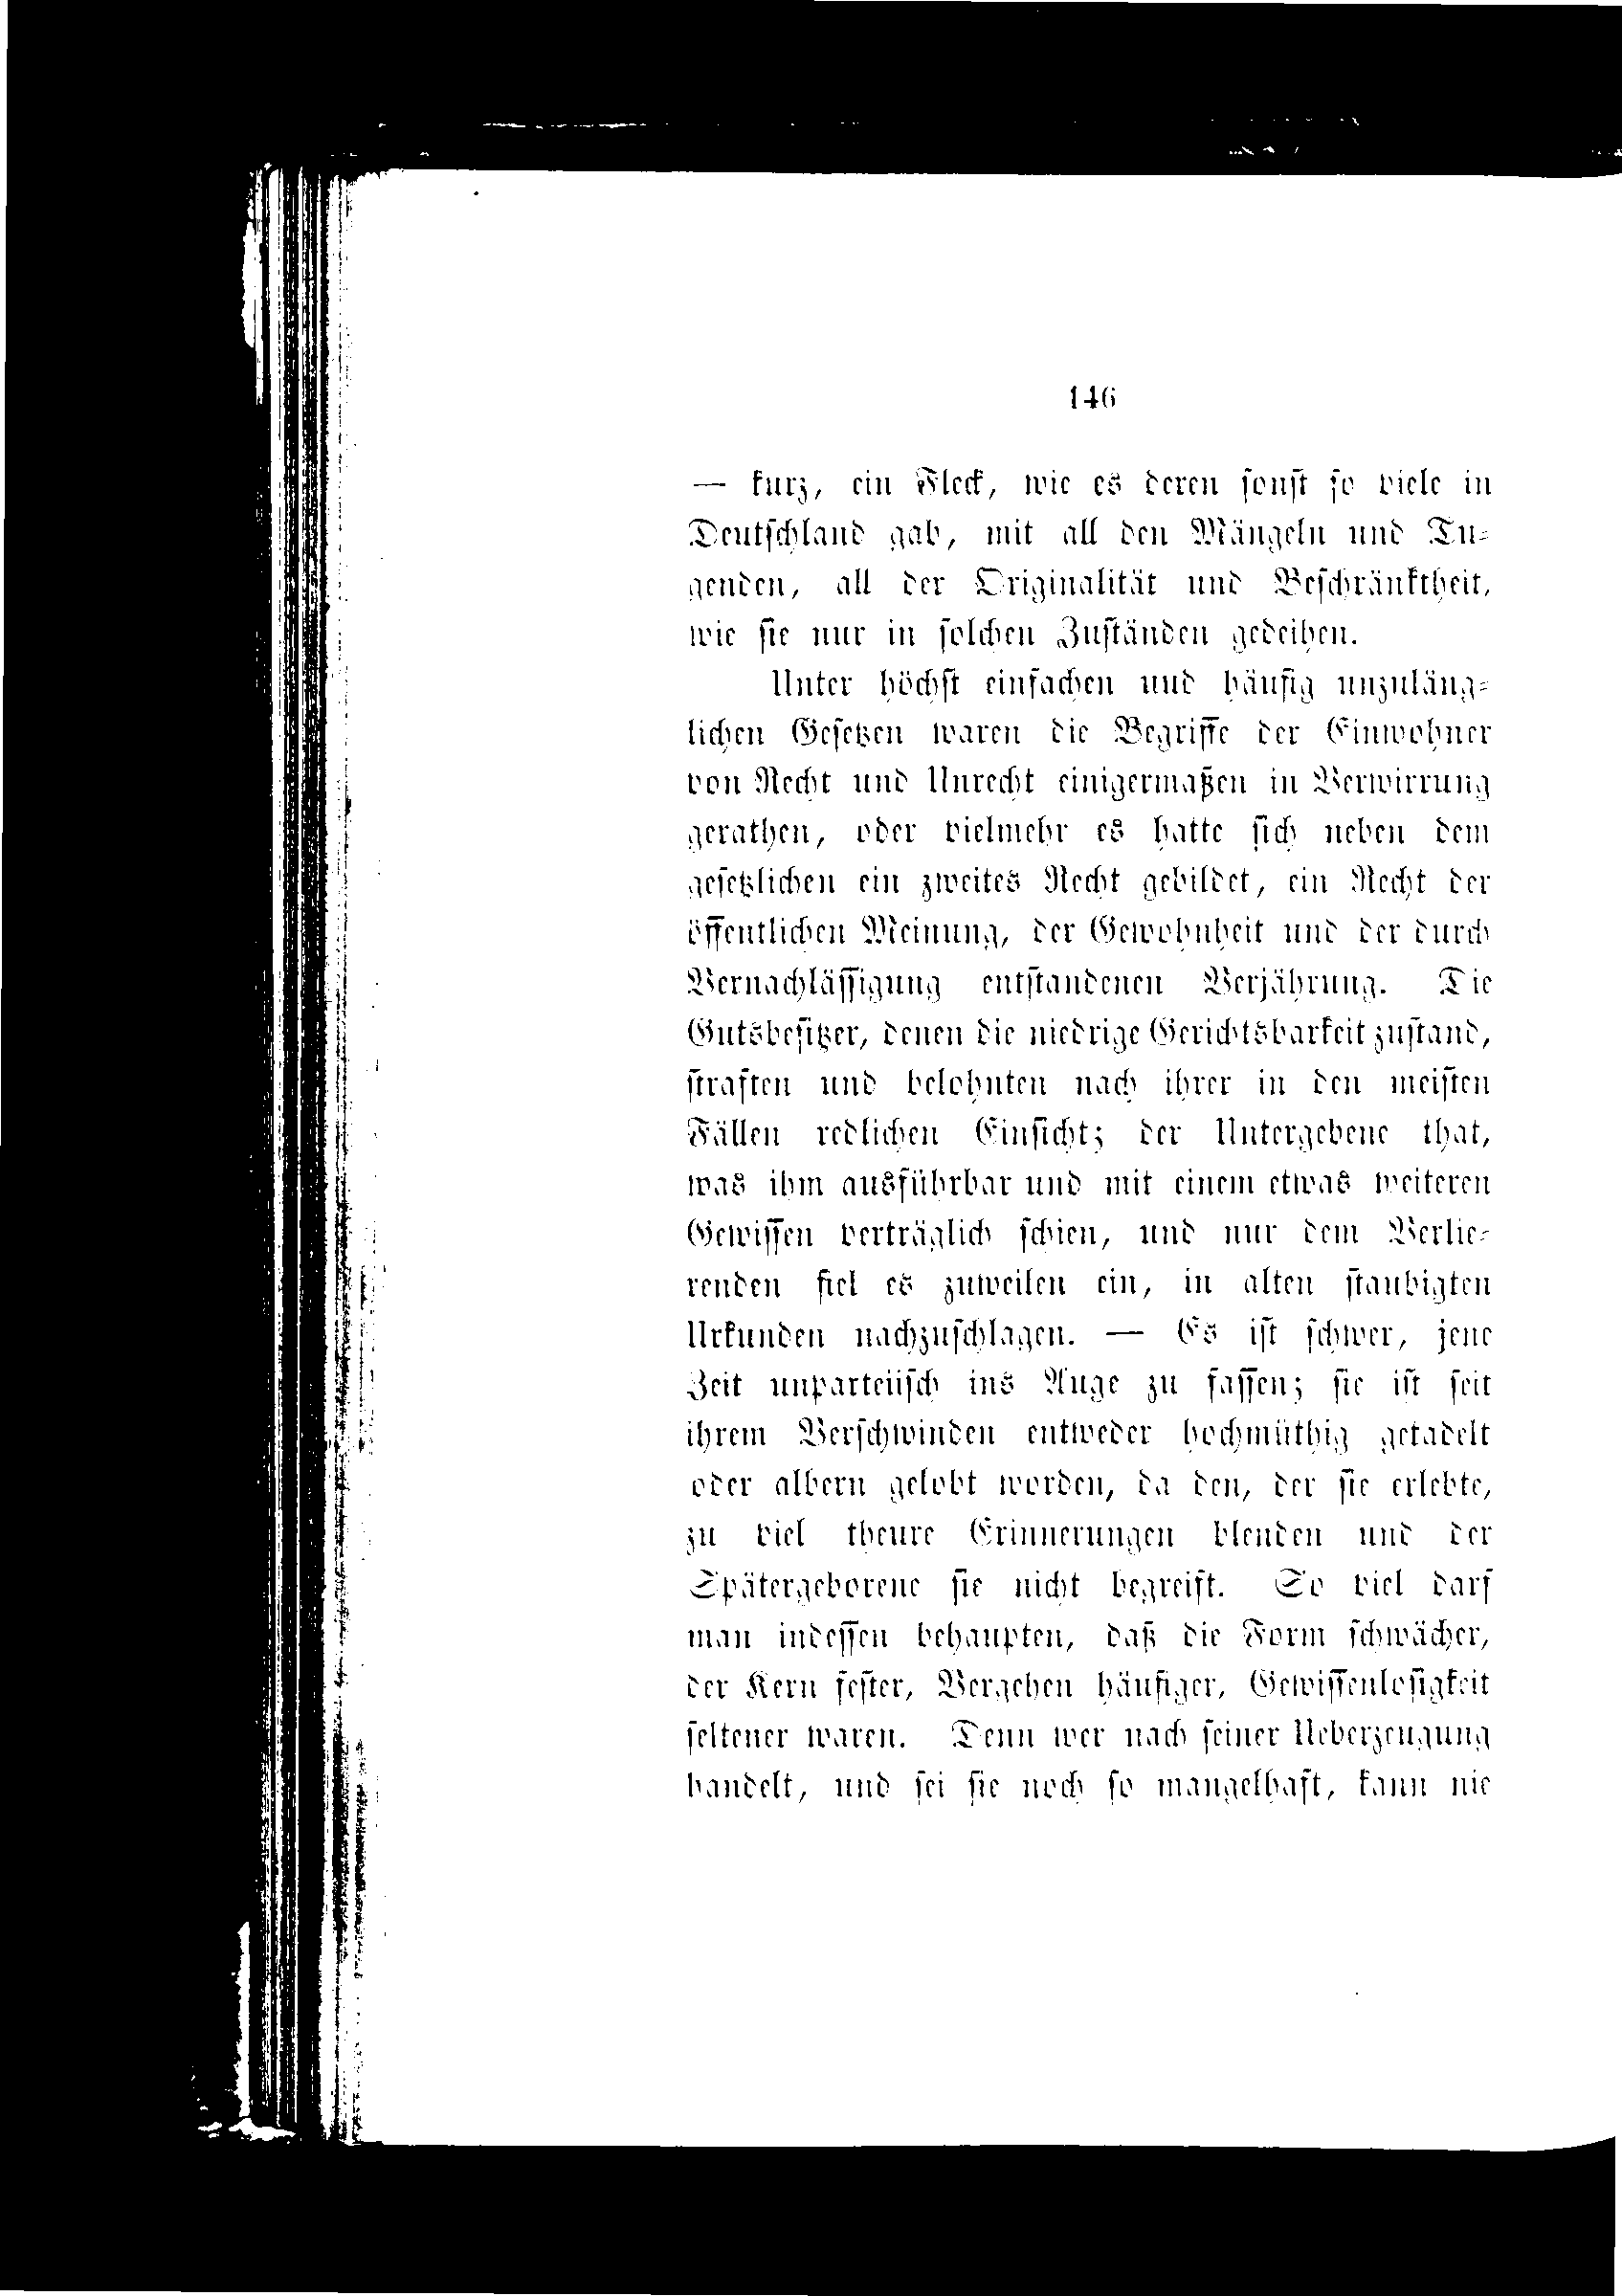 146
— kurz, ein Fleck, wie es deren ſonſt ſo viele in
Deutſchland gab, mit all den Mängeln und Tu-
genden, all der Originalität und Beſchränktheit,
wie ſie nur in ſolchen Zuſtänden gedeihen.
Unter höchſt einfachen und häufig unzuläng-
lichen Geſetzen waren die Begriffe der Einwohner
von Recht und Unrecht einigermaßen in Verwirrung
gerathen, oder vielmehr es hatte ſich neben dem
geſetzlichen ein zweites Recht gebildet, ein Recht der
öffentlichen Meinung, der Gewohnheit und der durch
Vernachläſſigung entſtandenen Verjährung. Die
Gutsbeſitzer, denen die niedrige Gerichtsbarkeit zuſtand,
ſtraften und belohnten nach ihrer in den meiſten
Fällen redlichen Einſicht; der Untergebene that,
was ihm ausführbar und mit einem etwas weiteren
Gewiſſen verträglich ſchien, und nur dem Verlie-
renden fiel es zuweilen ein, in alten ſtaubigten
Urkunden nachzuſchlagen. — Es iſt ſchwer, jene
Zeit unparteiiſch ins Auge zu faſſen; ſie iſt ſeit
ihrem Verſchwinden entweder hochmüthig getadelt
oder albern gelobt worden, da den, der ſie erlebte,
zu viel theure Erinnerungen blenden und der
Spätergeborene ſie nicht begreift. So viel darf
man indeſſen behaupten, daß die Form ſchwächer,
der Kern feſter, Vergehen häufiger, Gewiſſenloſigkeit
ſeltener waren. Denn wer nach ſeiner Ueberzeugung
handelt, und ſei ſie noch ſo mangelhaft, kann nie